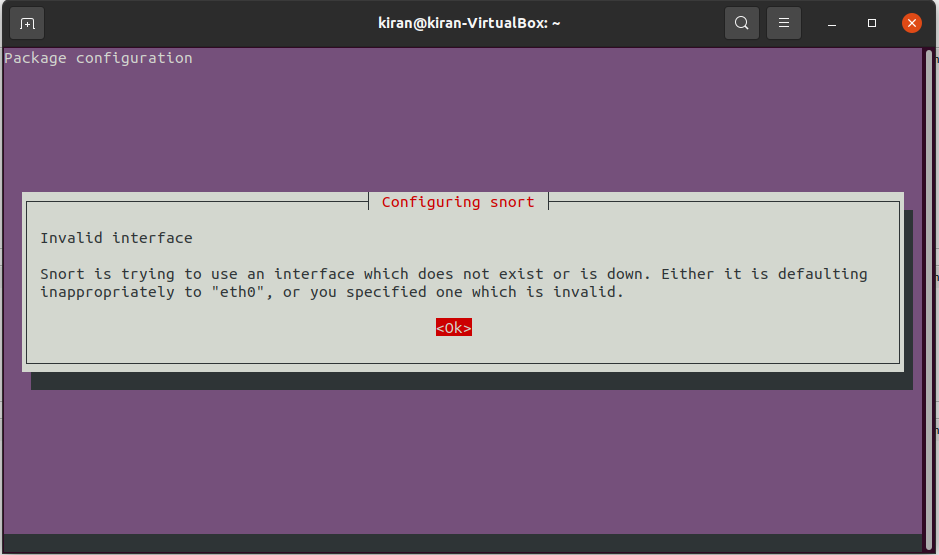 kiran@kiran-VirtualBox: ~
Package configuration
Configuring snort
Invalid interface
Snort is trying to use an interface which does not exist or is down. Either it is defaulting
inappropriately to "eth0", or you specified one which is invalid.
<Ok>